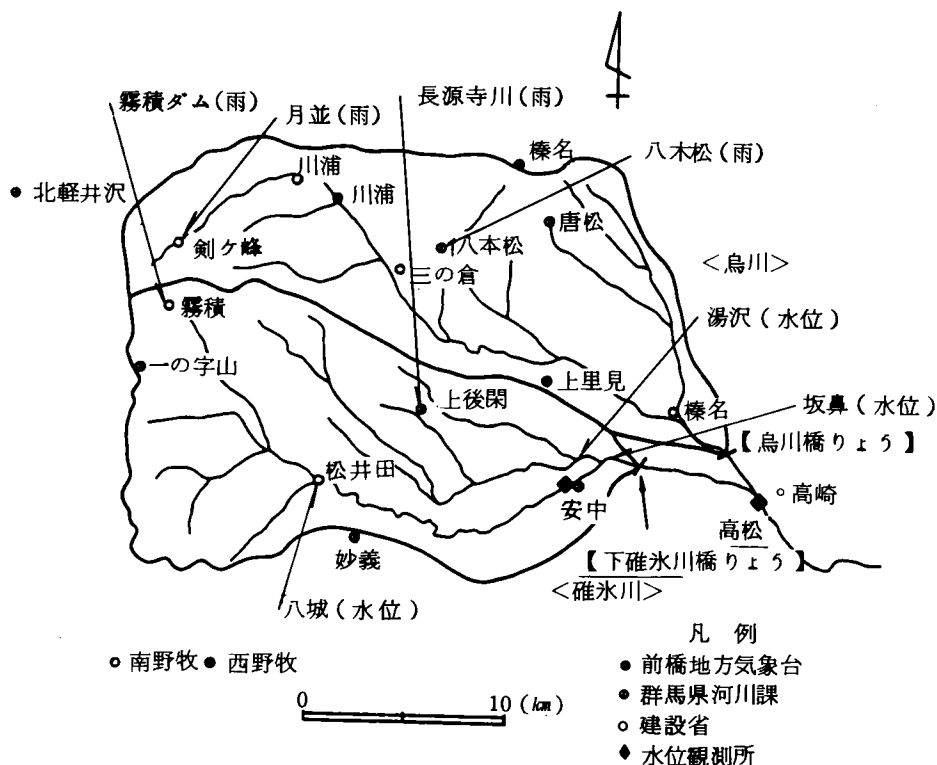 長源寺川(雨)
霧積ダム(雨)
月並(雨)
榛名
八木松(雨)
川浦
北軽井沢
川浦
唐松
剣ヶ峰
八本松
<烏川>
三の倉
霧積
湯沢(水位)
一の字山
上里見
上後閑
榛名
坂鼻(水位)
【烏川橋りょう】
松井田
高崎
安中
高松
妙義
【下碓氷川橋りょう】
<碓氷川>
八城(水位)
凡例
南野牧
西野牧
前橋地方気象台
0 10(km)
群馬県河川課
建設省
水位観測所